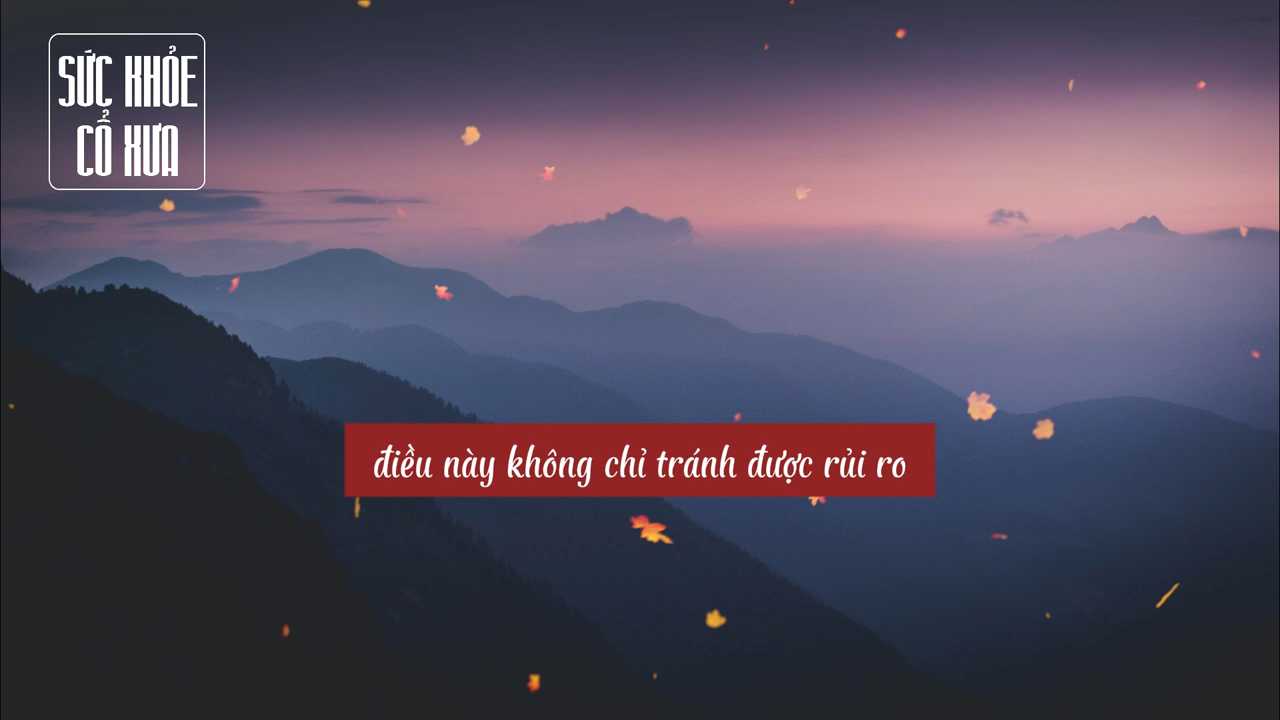 SỨC KHỎE
CỔ XƯA
điều này không chỉ tránh được rủi ro